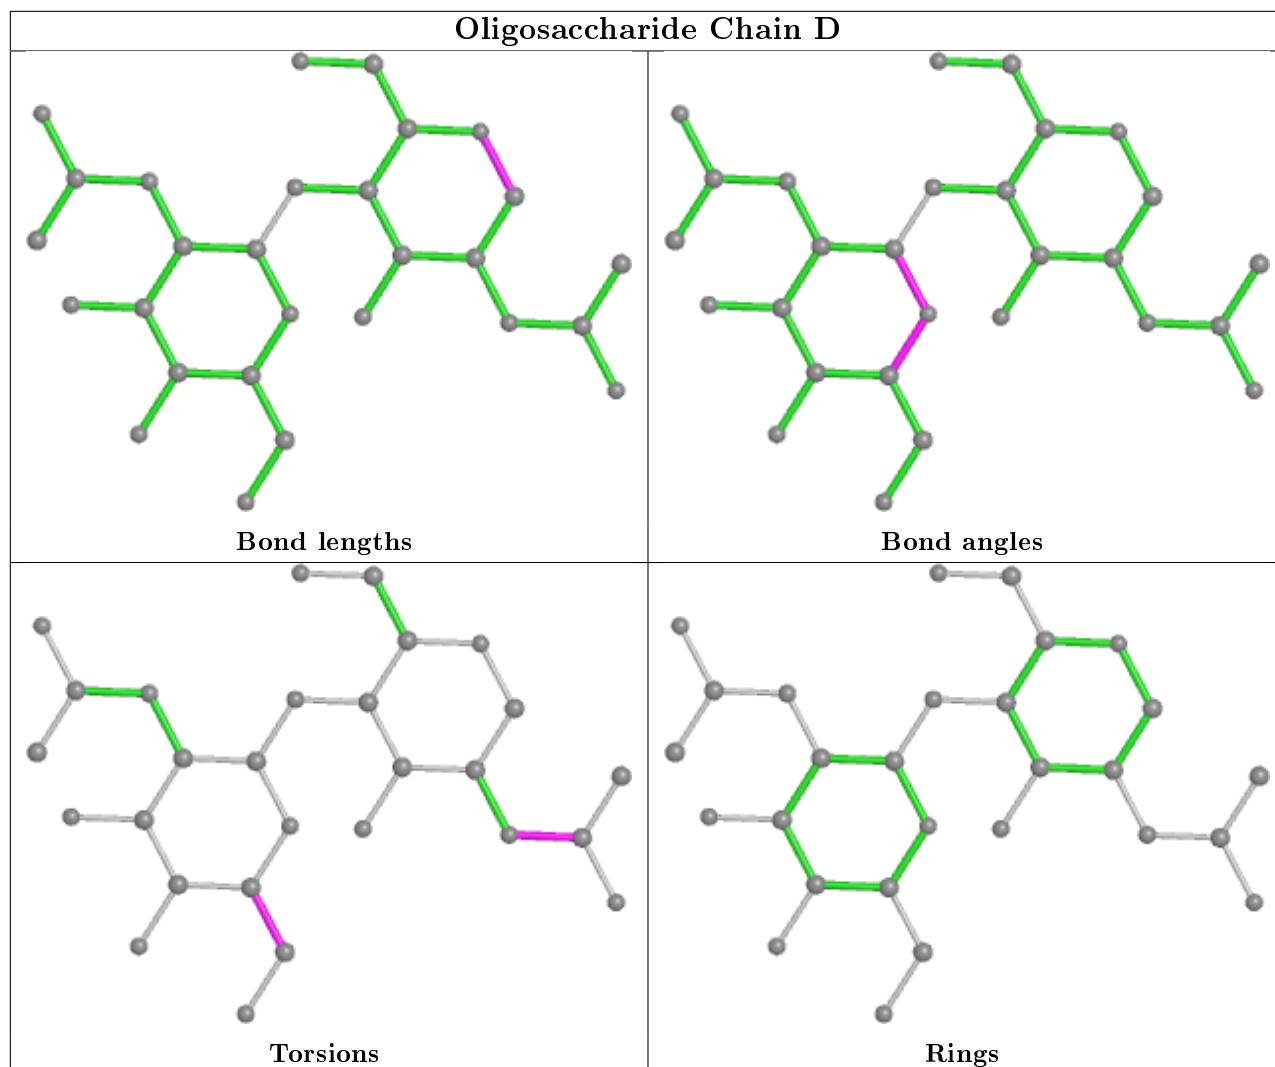 Oligosaccharide Chain D
Bond lengths
Bond angles
Torsions
Rings